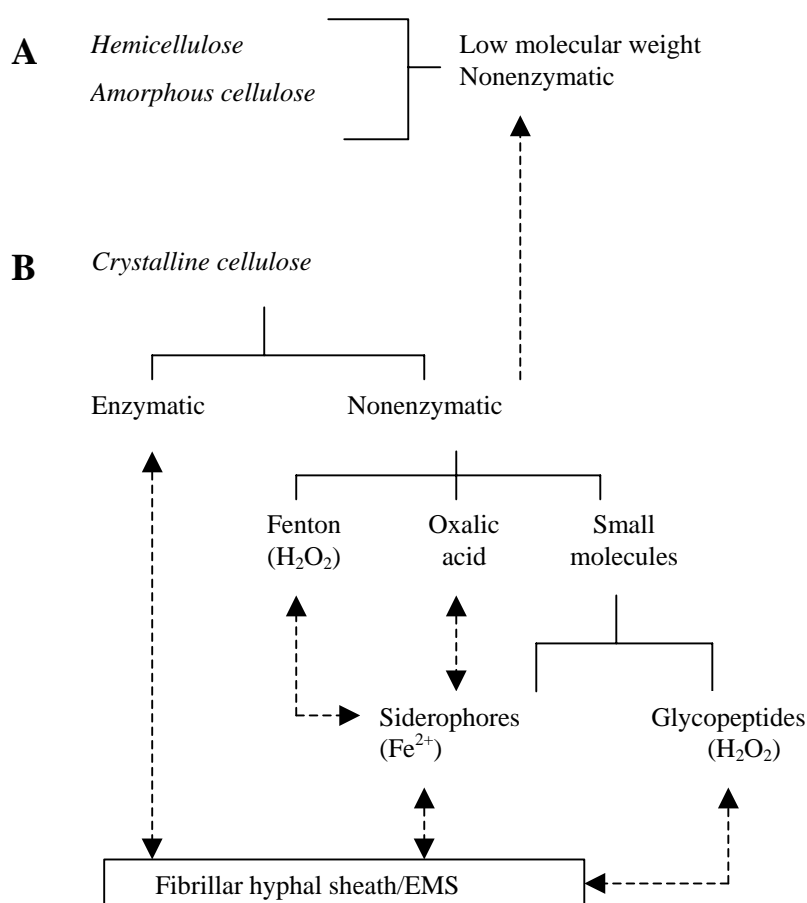 A
Hemicellulose
Amorphous cellulose
Low molecular weight
Nonenzymatic
B
Crystalline cellulose
Enzymatic
Nonenzymatic
Fenton
(H₂O₂)
Oxalic
acid
Small
molecules
Siderophores
(Fe²⁺)
Glycopeptides
(H₂O₂)
Fibrillar hyphal sheath/EMS